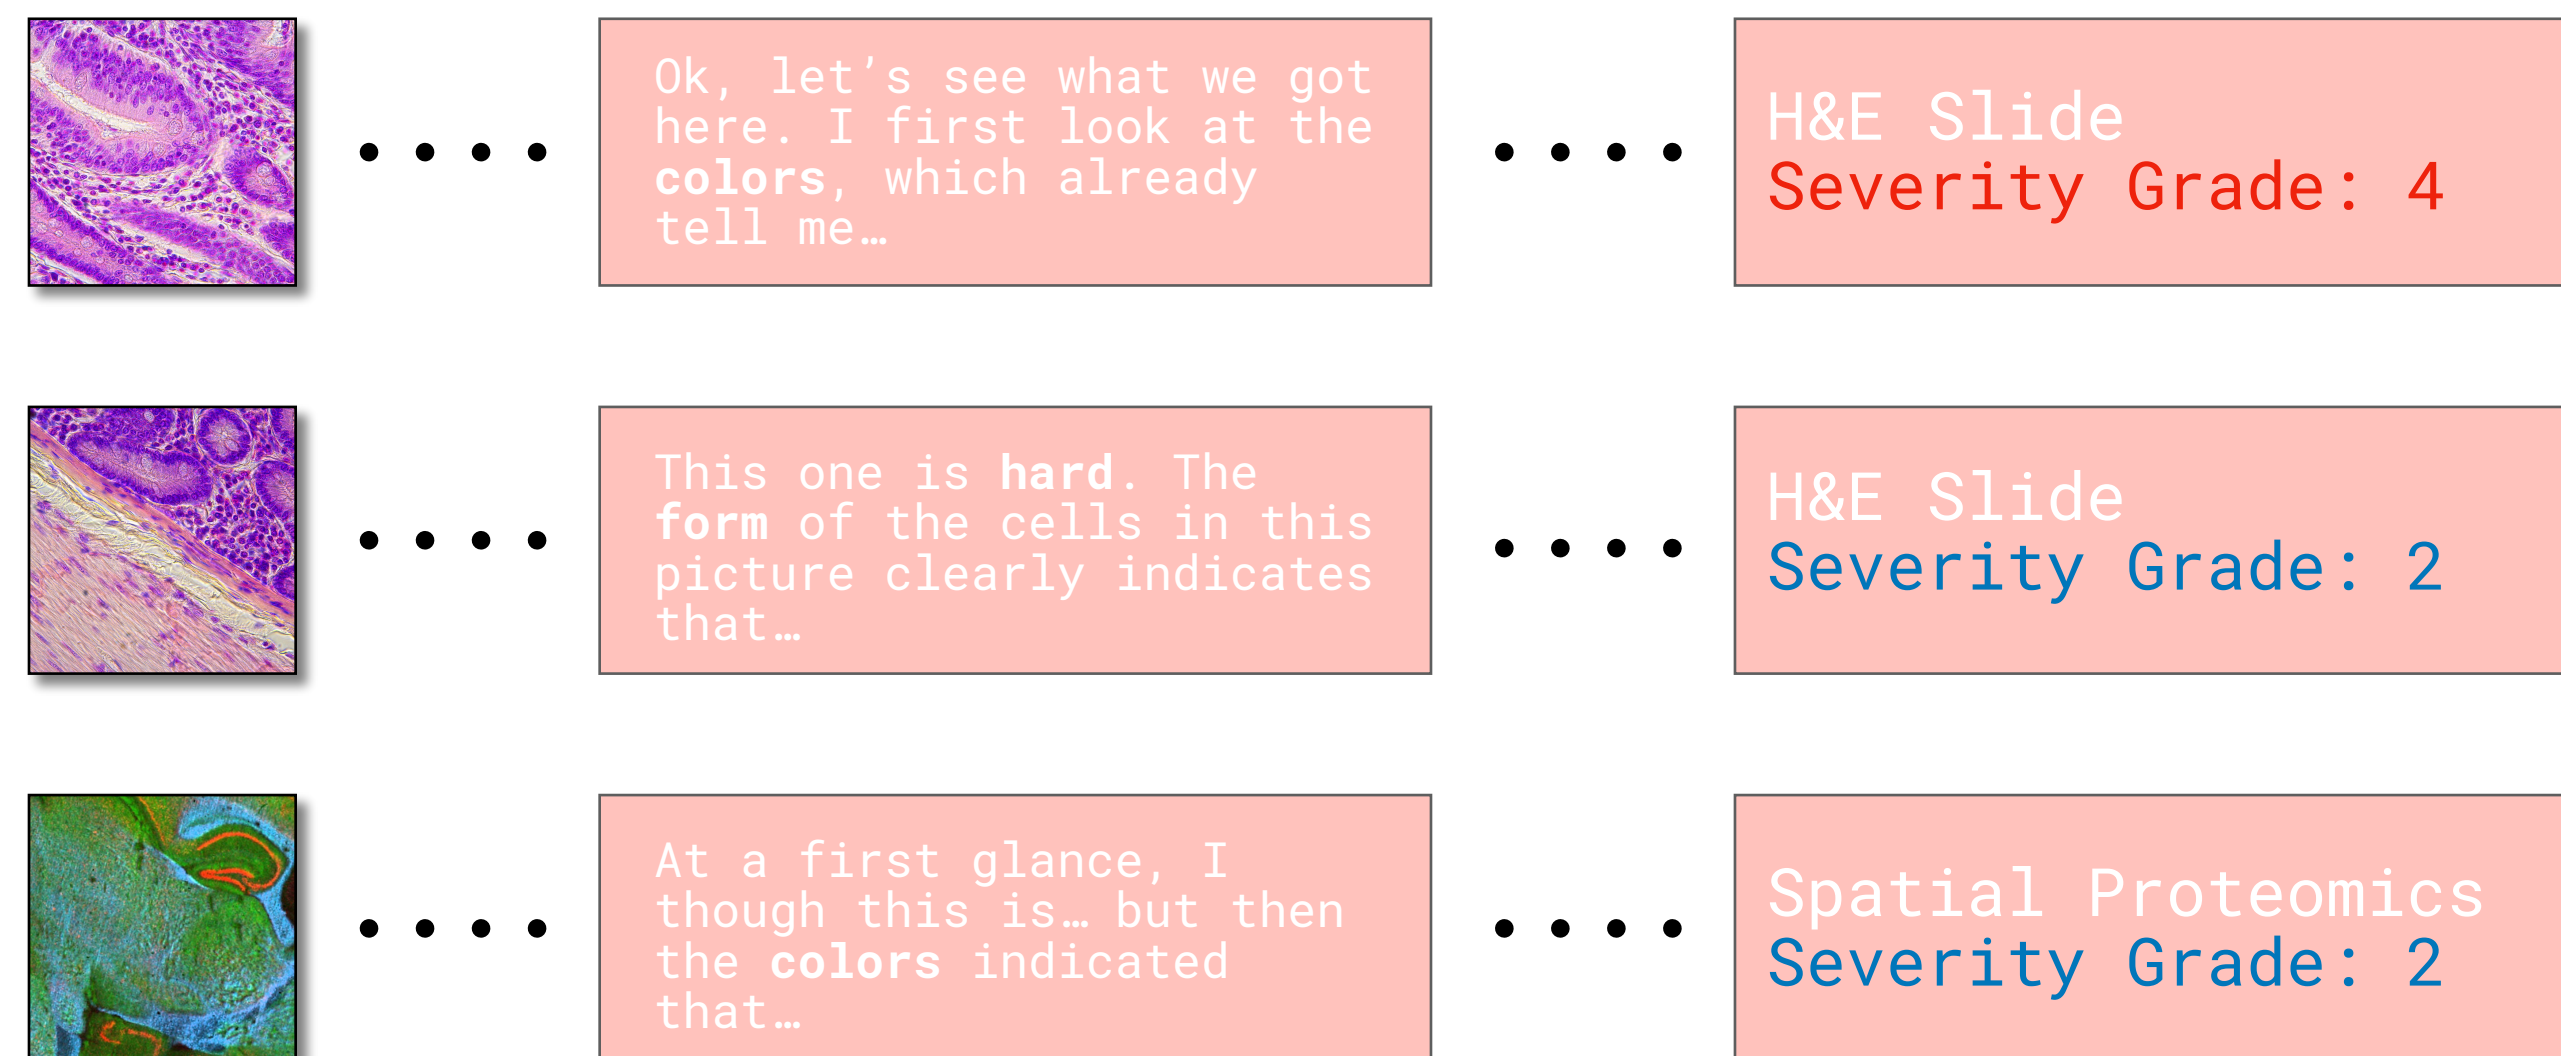 Ok, let’s see what we got
here. I first look at the
colors, which already
tell me…
H&E Slide
Severity Grade: 4
This one is hard. The
form of the cells in this
picture clearly indicates
that…
H&E Slide
Severity Grade: 2
At a first glance, I
though this is… but then
the colors indicated
that…
Spatial Proteomics
Severity Grade: 2